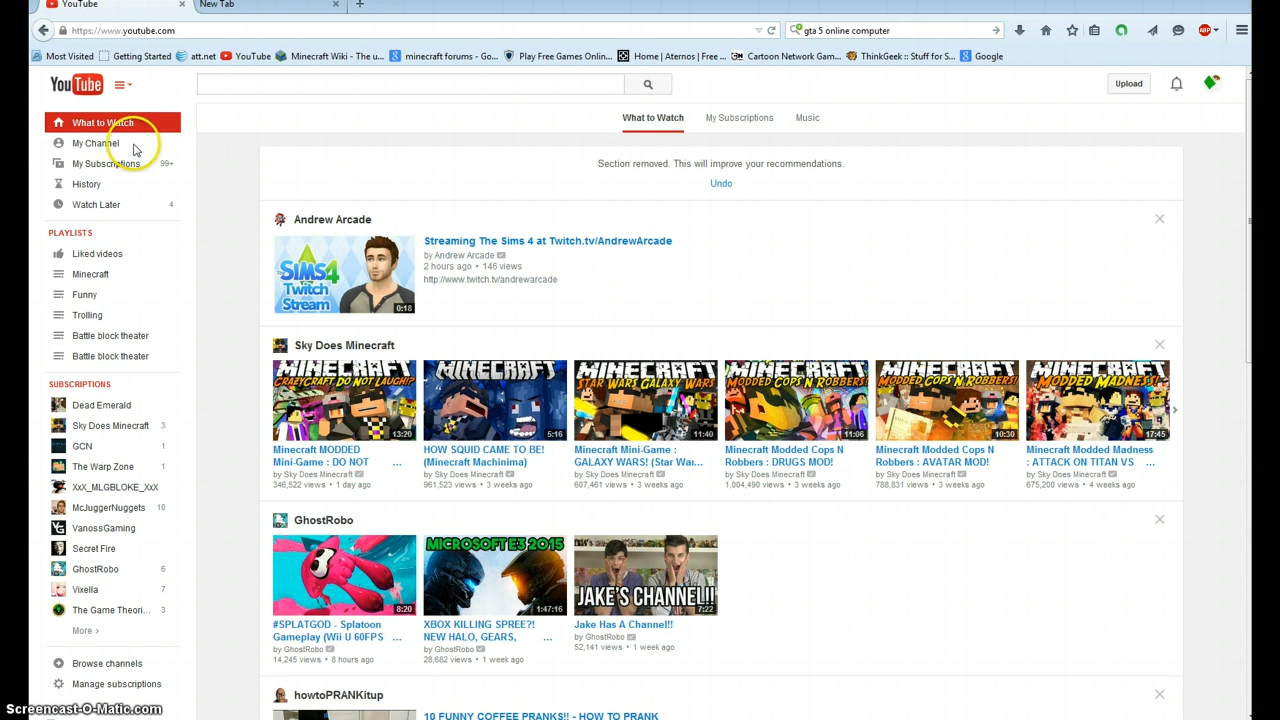 YouTube
New Tab
https://www.youtube.com
gta 5 online computer
Most Visited
Getting Started
att.net
YouTube
Minecraft Wiki - The u...
minecraft forums - Go...
Play Free Games Onlin...
Home | Aternos | Free ...
Cartoon Network Gam...
ThinkGeek :: Stuff for S...
Google
YouTube
Upload
What to Watch
My Channel
My Subscriptions 99+
History
Watch Later 4
PLAYLISTS
Liked videos
Minecraft
Funny
Trolling
Battle block theater
Battle block theater
SUBSCRIPTIONS
Dead Emerald
Sky Does Minecraft 3
GCN 1
The Warp Zone 1
XxX_MLGBLOKE_XxX
McJuggerNuggets 10
VanossGaming
Secret Fire
GhostRobo 6
Vixella 7
The Game Theori... 3
More ›
Browse channels
Manage subscriptions
What to Watch
My Subscriptions
Music
Section removed. This will improve your recommendations.
Undo
Andrew Arcade
THE SIMS 4
Twitch
Stream
0:18
Streaming The Sims 4 at Twitch.tv/AndrewArcade
by Andrew Arcade
2 hours ago • 146 views
http://www.twitch.tv/andrewarcade
Sky Does Minecraft
MINECRAFT
CRAZYCRAFT DO NOT LAUGH!
13:20
Minecraft MODDED
Mini-Game : DO NOT ...
by Sky Does Minecraft
346,522 views • 1 day ago
MINECRAFT
5:16
HOW SQUID CAME TO BE!
(Minecraft Machinima)
by Sky Does Minecraft
961,523 views • 3 weeks ago
MINECRAFT
STAR WARS GALAXY WARS
11:40
Minecraft Mini-Game :
GALAXY WARS! (Star War...
by Sky Does Minecraft
607,461 views • 3 weeks ago
MINECRAFT
MODDED COPS N ROBBERS!
11:06
Minecraft Modded Cops N
Robbers : DRUGS MOD!
by Sky Does Minecraft
1,004,490 views • 3 weeks ago
MINECRAFT
MODDED COPS N ROBBERS!
10:30
Minecraft Modded Cops N
Robbers : AVATAR MOD!
by Sky Does Minecraft
788,831 views • 3 weeks ago
MINECRAFT
MODDED MADNESS!
17:45
Minecraft Modded Madness
: ATTACK ON TITAN VS ...
by Sky Does Minecraft
675,200 views • 4 weeks ago
GhostRobo
8:20
#SPLATGOD - Splatoon
Gameplay (Wii U 60FPS ...
by GhostRobo
14,245 views • 8 hours ago
MICROSOFT E3 2015
1:47:16
XBOX KILLING SPREE?!
NEW HALO, GEARS, ...
by GhostRobo
28,682 views • 1 week ago
JAKE'S CHANNEL!!
7:22
Jake Has A Channel!!
by GhostRobo
52,141 views • 1 week ago
howtoPRANKitup
10 FUNNY COFFEE PRANKS!! - HOW TO PRANK
Screencast-O-Matic.com